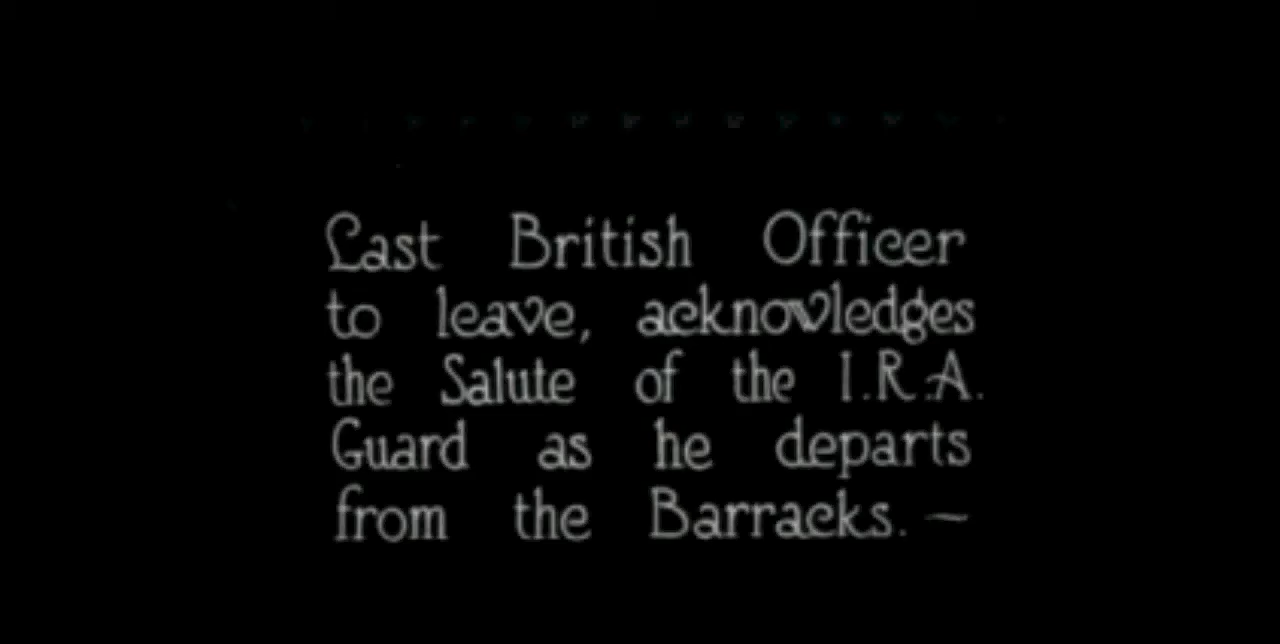 Last British Officer
to leave, acknowledges
the Salute of the I.R.A.
Guard as he departs
from the Barracks. —